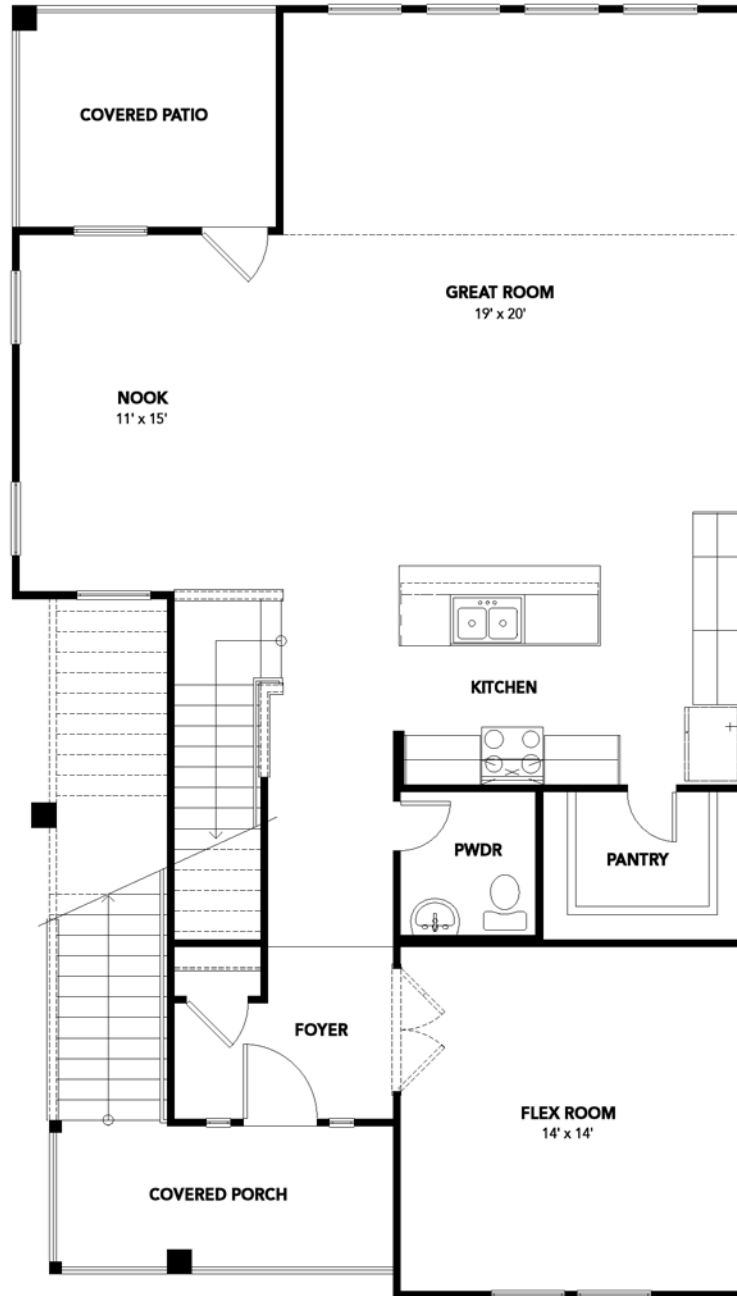 COVERED PATIO
GREAT ROOM
19' x 20'
NOOK
11' x 15'
KITCHEN
PWDR
PANTRY
FOYER
FLEX ROOM
14' x 14'
COVERED PORCH